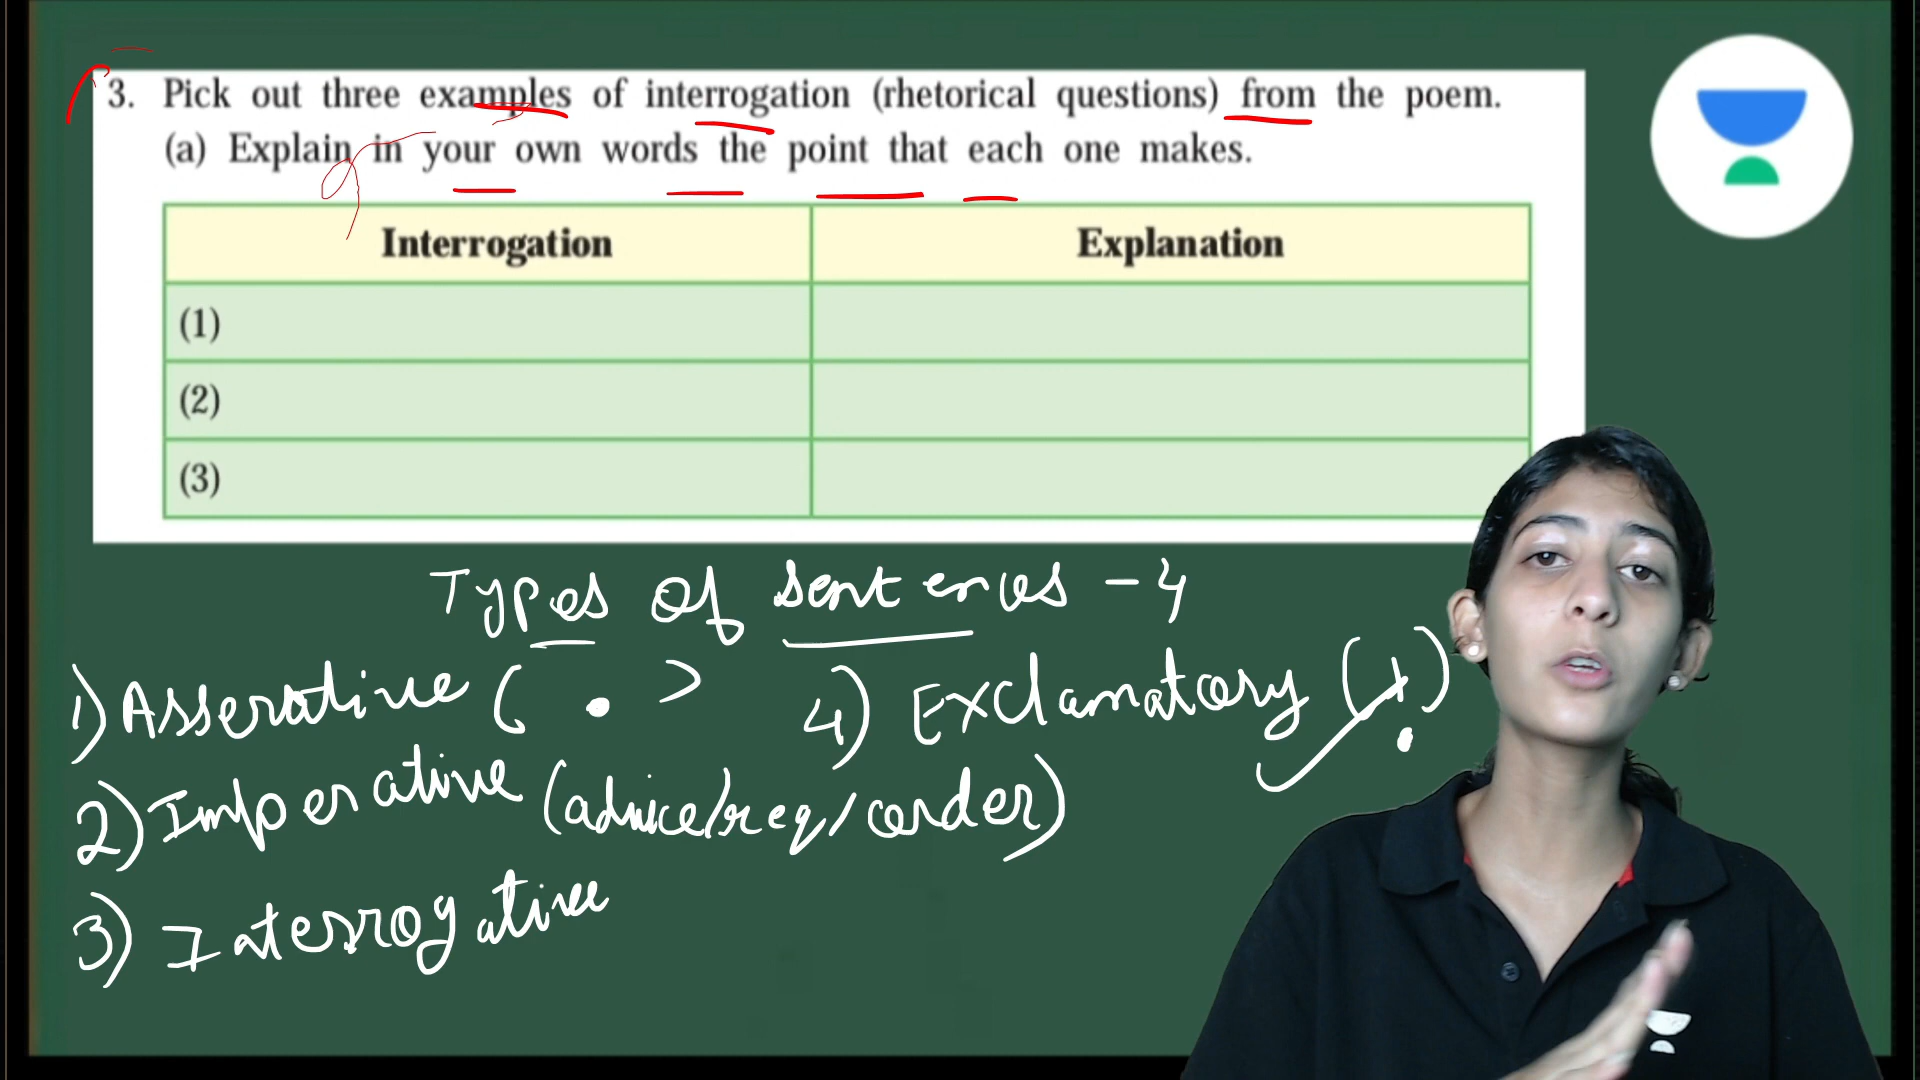 3. Pick out three examples of interrogation (rhetorical questions) from the poem.
(a) Explain in your own words the point that each one makes.
Interrogation Explanation
(1)
(2)
(3)
Types of sentences - 4
1) Asserative ( . ) 4) Exclamatory (!)
2) Imperative (advice/req/order)
3) Interrogative